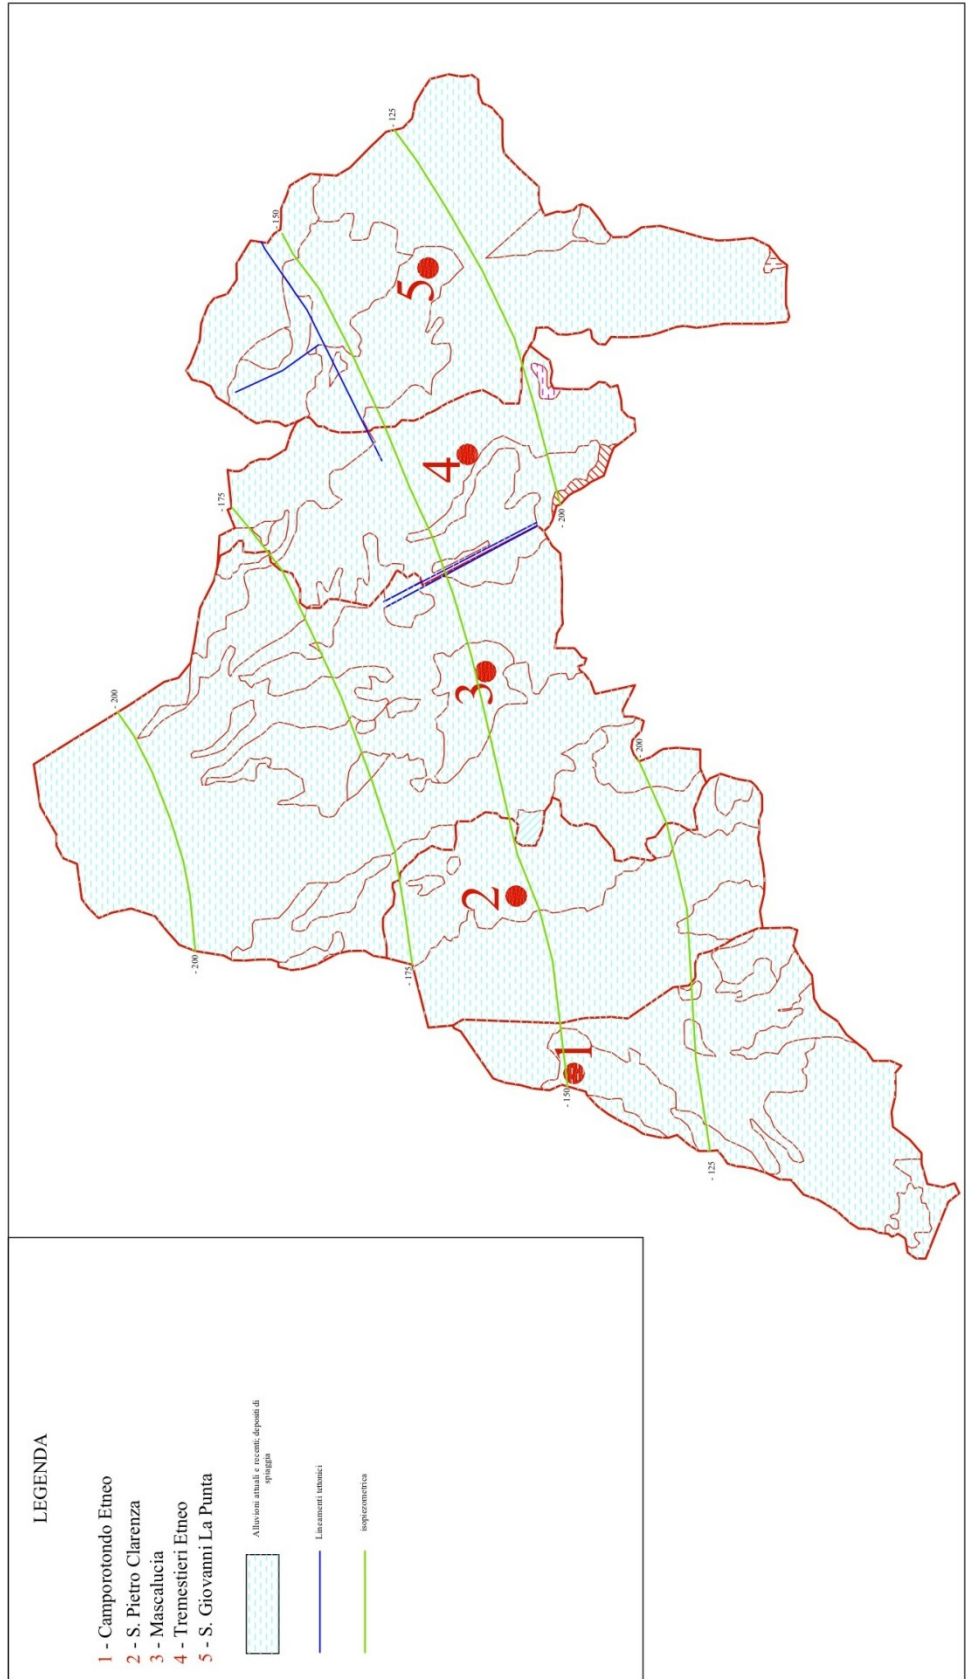 LEGENDA
1 - Camporotondo Etneo
2 - S. Pietro Clarenza
3 - Mascalucia
4 - Tremestieri Etneo
5 - S. Giovanni La Punta
Alluvioni attuali e recenti; depositi di
spiaggia
Lineamenti tettonici
isopiezometrica
- 200
- 200
- 175
- 175
- 150
- 150
- 125
- 125
- 200
- 200
1
2
3
4
5